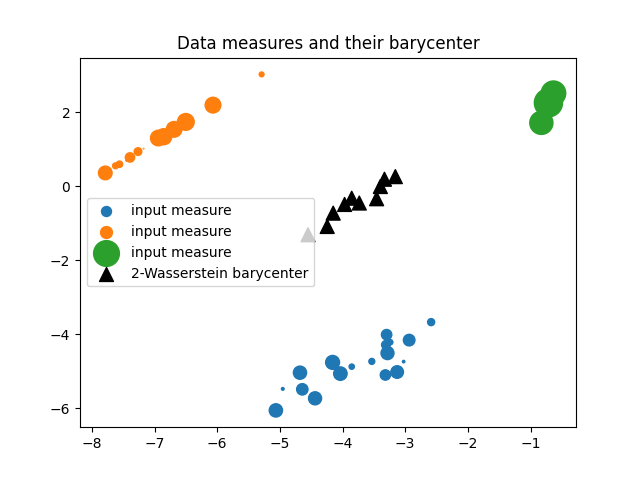 Data measures and their barycenter
2
0
−2
−4
−6
input measure
input measure
input measure
2-Wasserstein barycenter
−8 −7 −6 −5 −4 −3 −2 −1